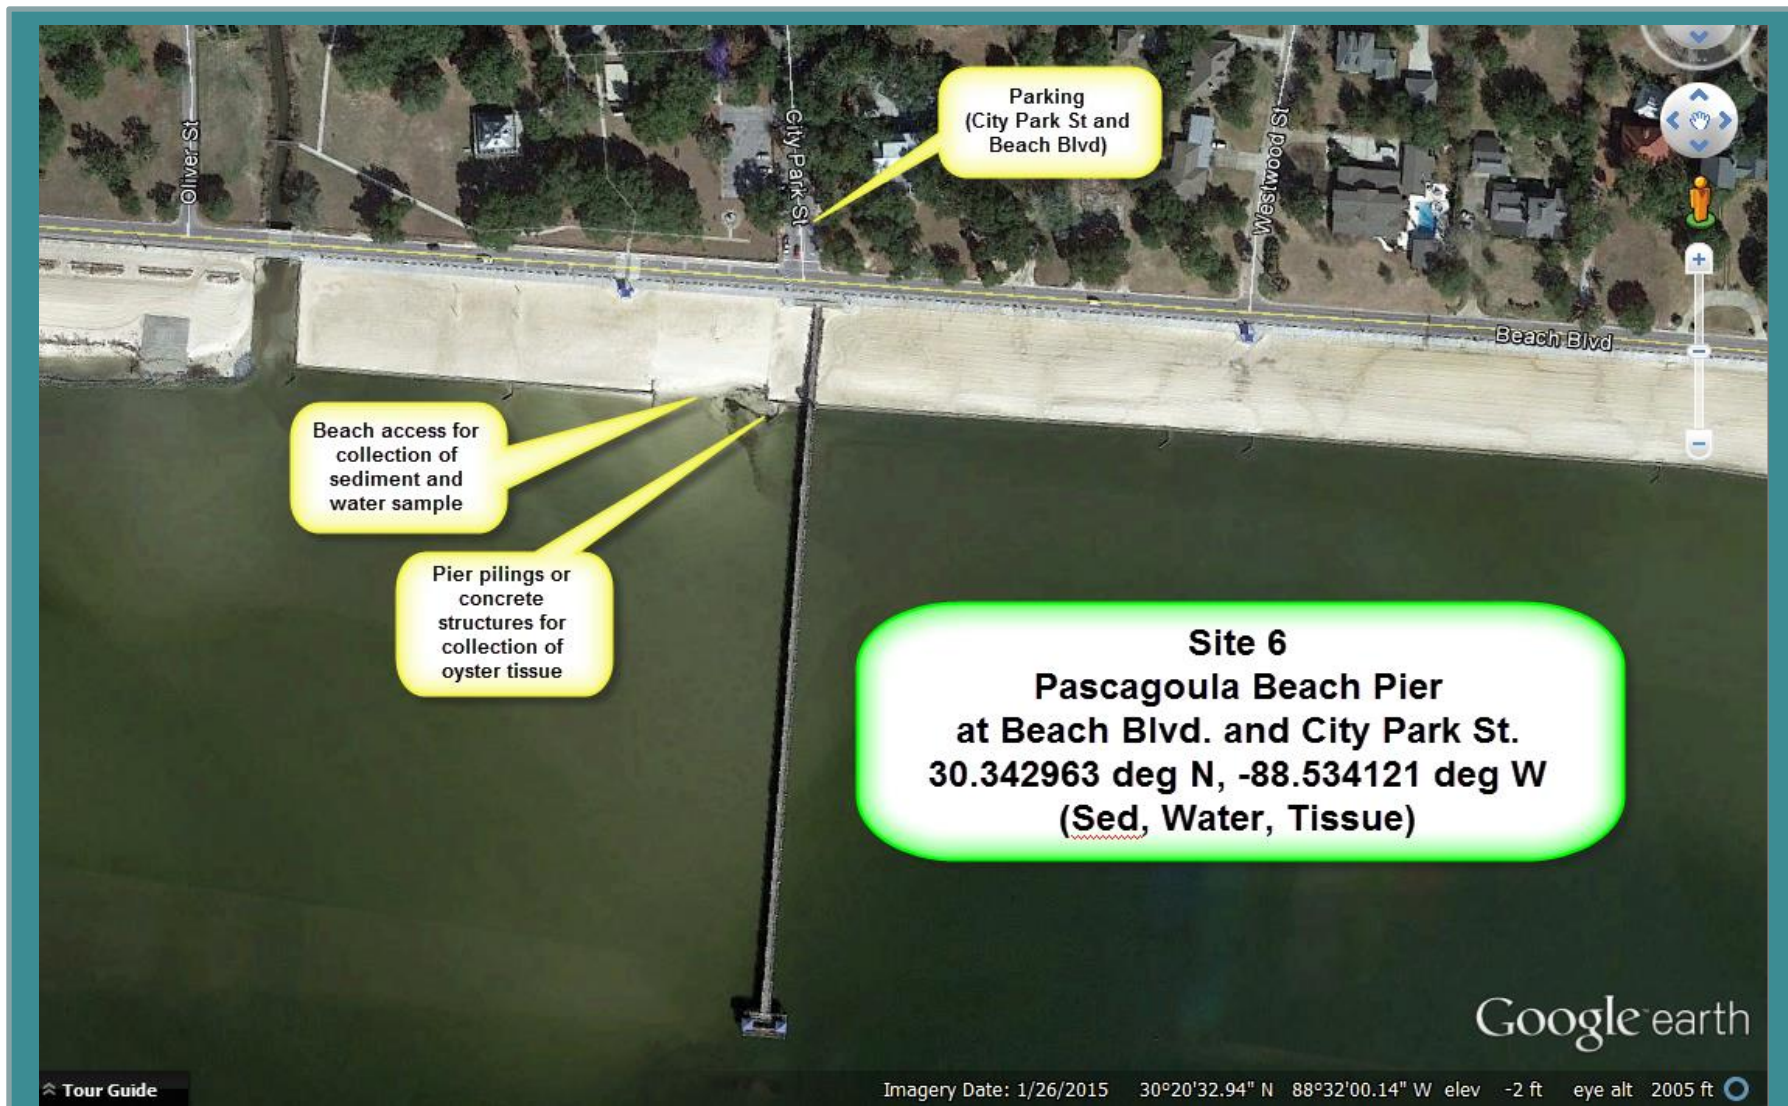 Oliver St
City Park St
Westwood St
Beach Blvd
Parking
(City Park St and
Beach Blvd)
Beach access for
collection of
sediment and
water sample
Pier pilings or
concrete
structures for
collection of
oyster tissue
Site 6
Pascagoula Beach Pier
at Beach Blvd. and City Park St.
30.342963 deg N, -88.534121 deg W
(Sed, Water, Tissue)
Google earth
Tour Guide
Imagery Date: 1/26/2015 30°20'32.94" N 88°32'00.14" W elev -2 ft eye alt 2005 ft